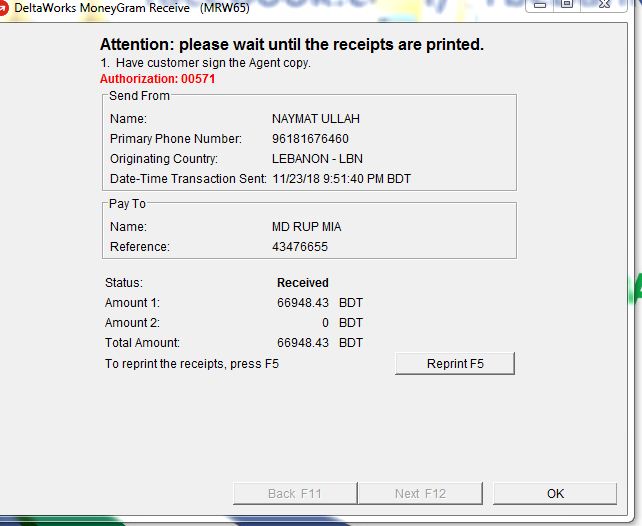 DeltaWorks MoneyGram Receive (MRW65)
Attention: please wait until the receipts are printed.
1. Have customer sign the Agent copy.
Authorization: 00571
Send From
Name: NAYMAT ULLAH
Primary Phone Number: 96181676460
Originating Country: LEBANON - LBN
Date-Time Transaction Sent: 11/23/18 9:51:40 PM BDT
Pay To
Name: MD RUP MIA
Reference: 43476655
Status: Received
Amount 1: 66948.43 BDT
Amount 2: 0 BDT
Total Amount: 66948.43 BDT
To reprint the receipts, press F5 Reprint F5
Back F11 Next F12 OK